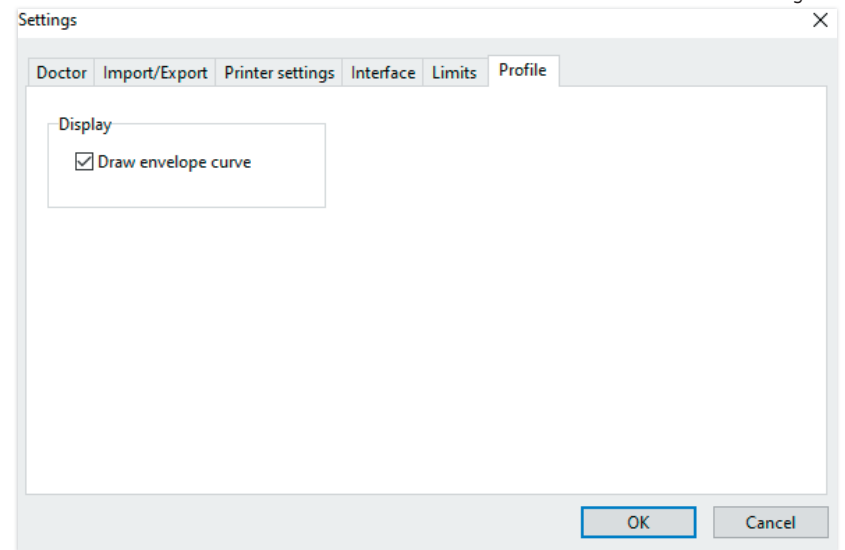 Settings
Doctor Import/Export Printer settings Interface Limits Profile
Display
Draw envelope curve
OK Cancel